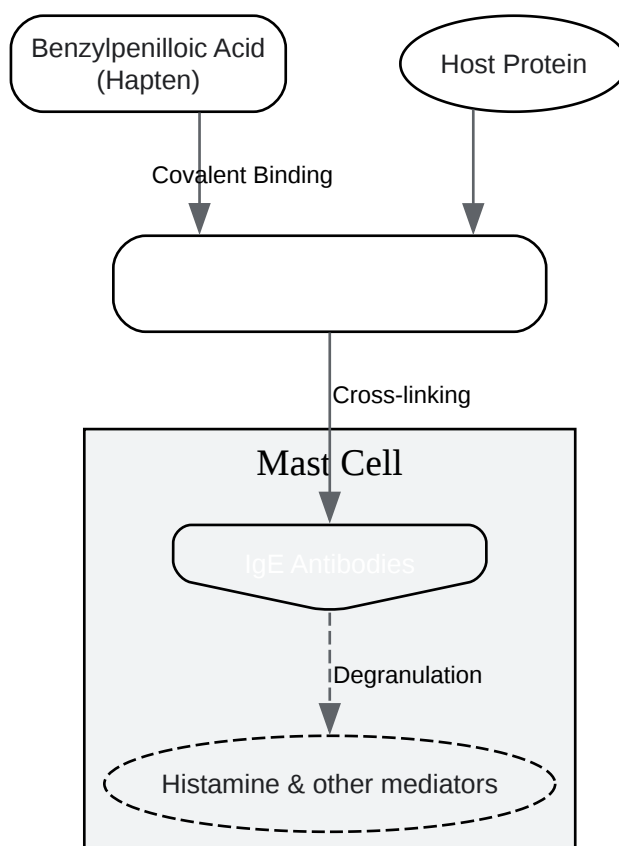 Benzylpenilloic Acid
(Hapten)
Host Protein
Covalent Binding
Cross-linking
Mast Cell
IgE Antibodies
Degranulation
Histamine & other mediators